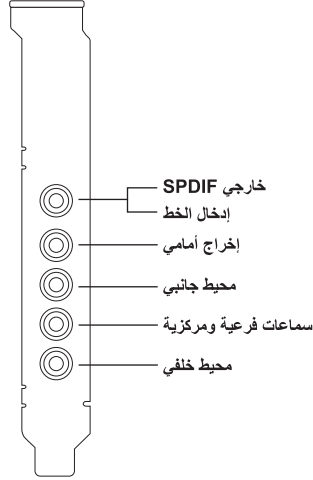 خارجي SPDIF
إدخال الخط
إخراج أمامي
محيط جانبي
سماعات فرعية ومركزية
محيط خلفي